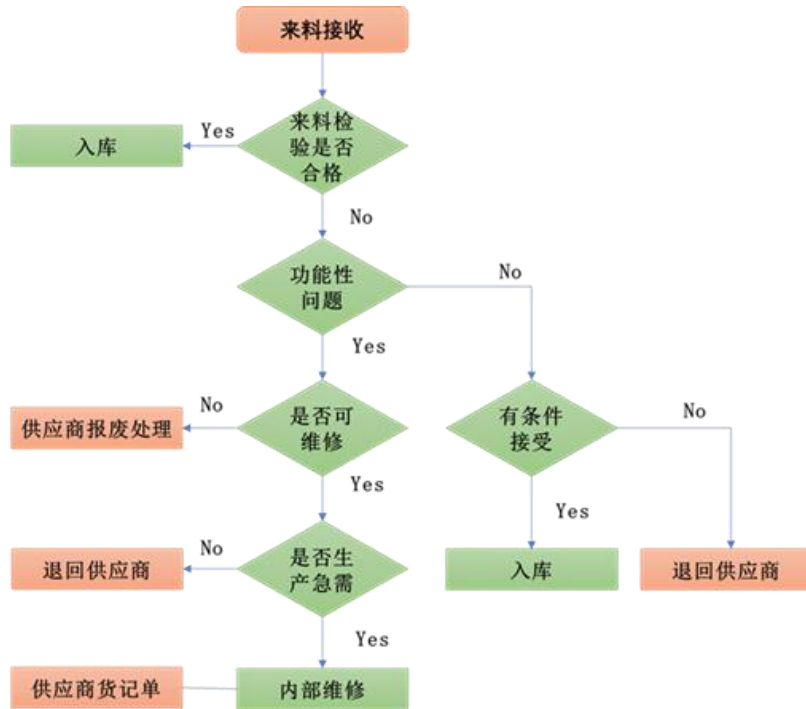 来料接收
来料检
验是否
合格
Yes
入库
No
功能性
问题
No
Yes
是否可
维修
No
供应商报废处理
有条件
接受
No
Yes
Yes
是否生
产急需
No
退回供应商
入库
退回供应商
Yes
供应商货记单
内部维修